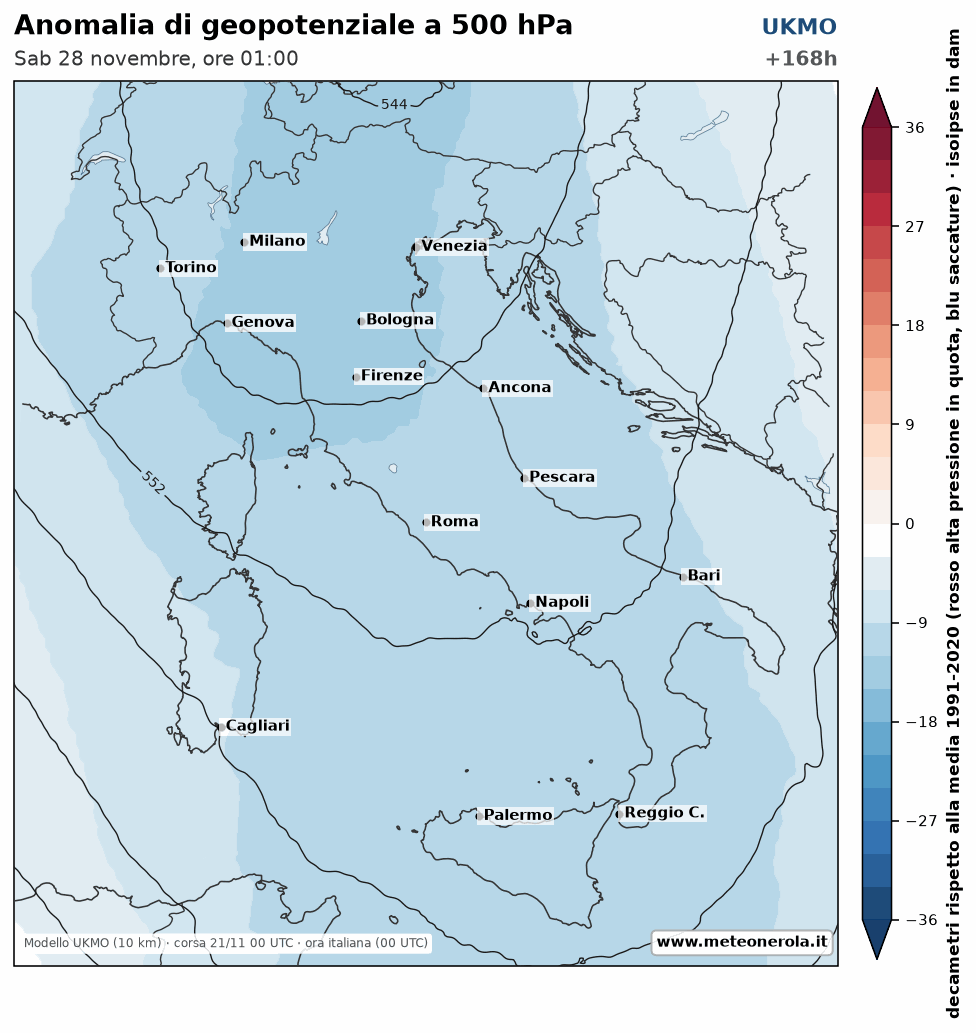 Anomalia di geopotenziale a 500 hPa
UKMO
Sab 28 novembre, ore 01:00
+168h
544
Milano
Venezia
Torino
Genova
Bologna
Firenze
Ancona
552
Pescara
Roma
Bari
Napoli
Cagliari
Palermo
Reggio C.
Modello UKMO (10 km) · corsa 21/11 00 UTC · ora italiana (00 UTC)
www.meteonerola.it
36
27
18
9
0
−9
−18
−27
−36
decametri rispetto alla media 1991-2020 (rosso alta pressione in quota, blu saccature) · isoipse in dam